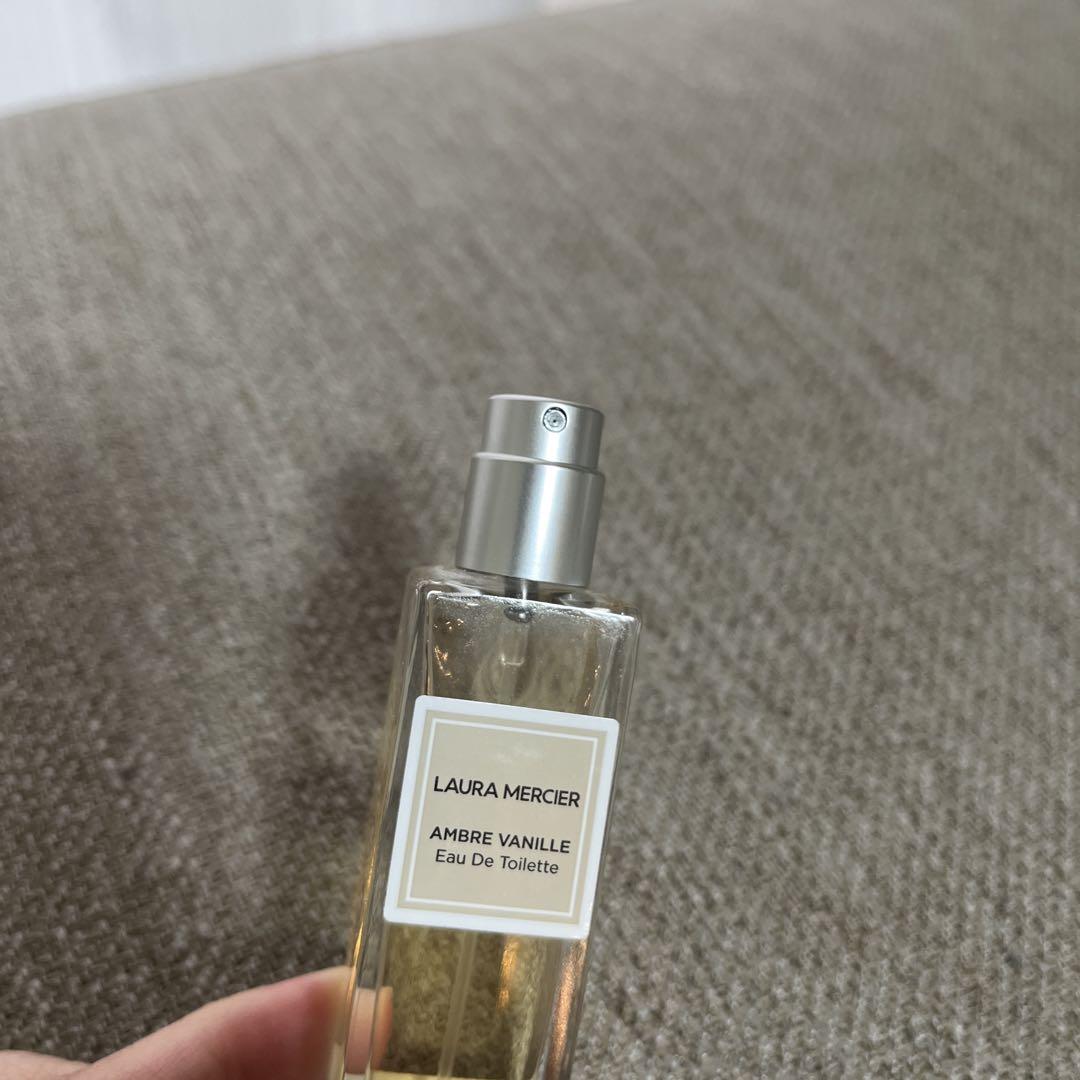 LAURA MERCIER
AMBRE VANILLE
Eau De Toilette